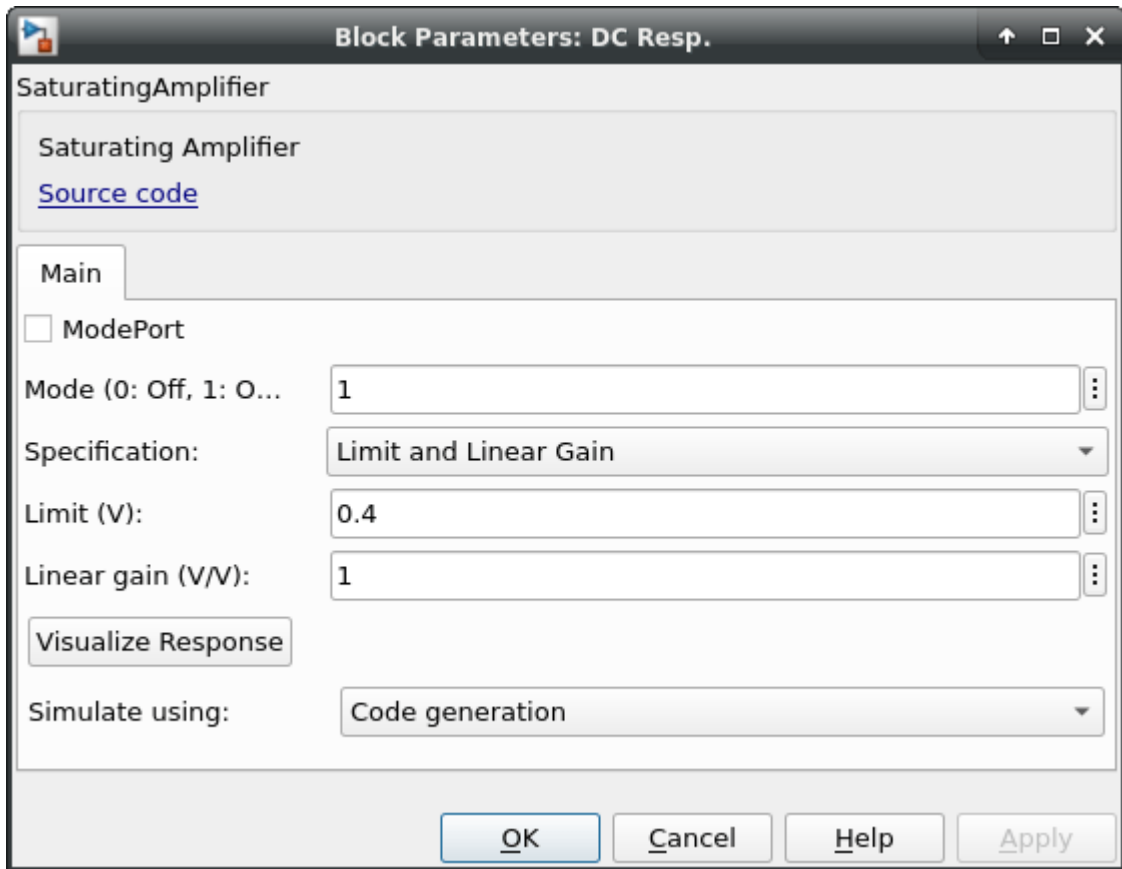 Block Parameters: DC Resp.
SaturatingAmplifier
Saturating Amplifier
Source code
Main
ModePort
Mode (0: Off, 1: O... 1
Specification: Limit and Linear Gain
Limit (V): 0.4
Linear gain (V/V): 1
Visualize Response
Simulate using: Code generation
OK Cancel Help Apply